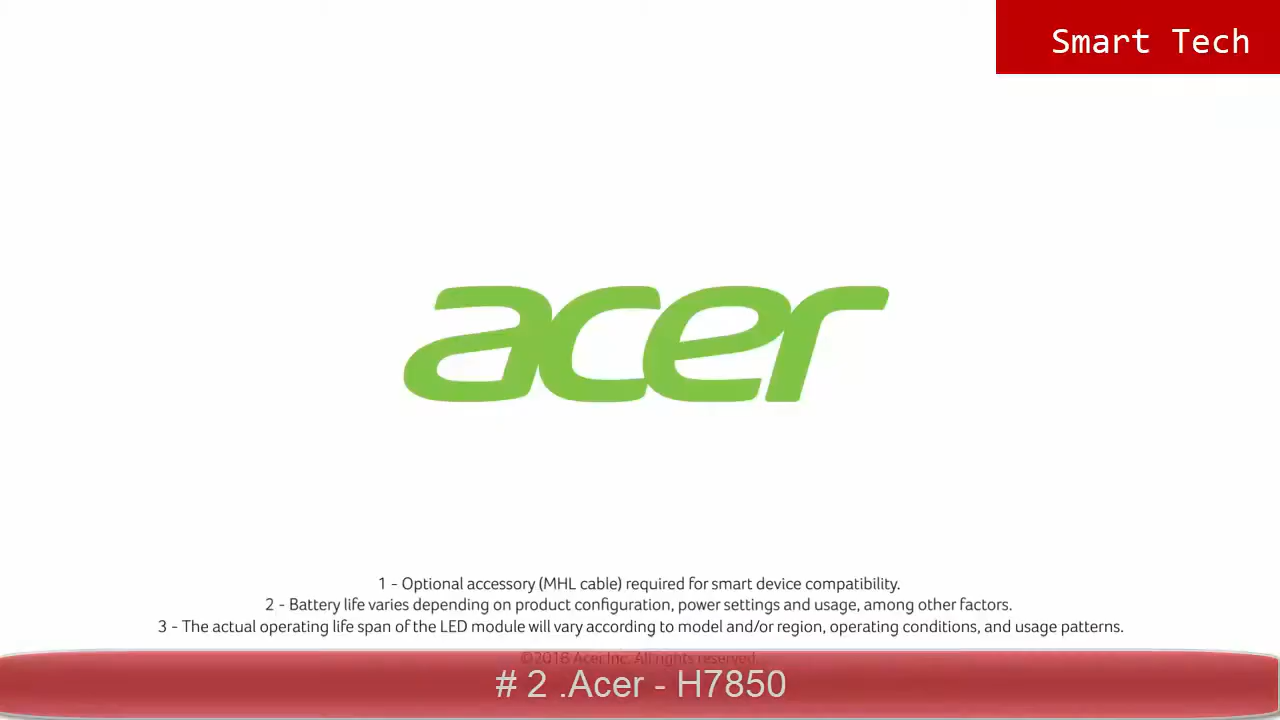 Smart Tech
acer
1 - Optional accessory (MHL cable) required for smart device compatibility.
2 - Battery life varies depending on product configuration, power settings and usage, among other factors.
3 - The actual operating life span of the LED module will vary according to model and/or region, operating conditions, and usage patterns.
©2016 Acer Inc. All rights reserved.
# 2 .Acer - H7850